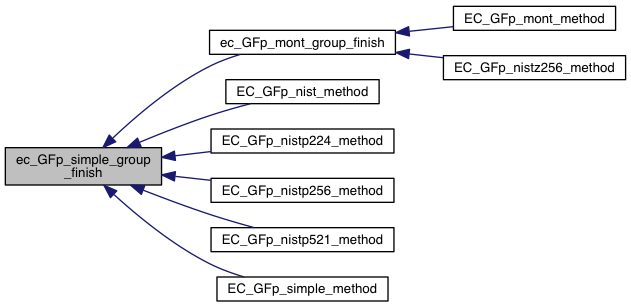 EC_GFp_mont_method
ec_GFp_mont_group_finish
EC_GFp_nistz256_method
EC_GFp_nist_method
EC_GFp_nistp224_method
ec_GFp_simple_group
_finish
EC_GFp_nistp256_method
EC_GFp_nistp521_method
EC_GFp_simple_method